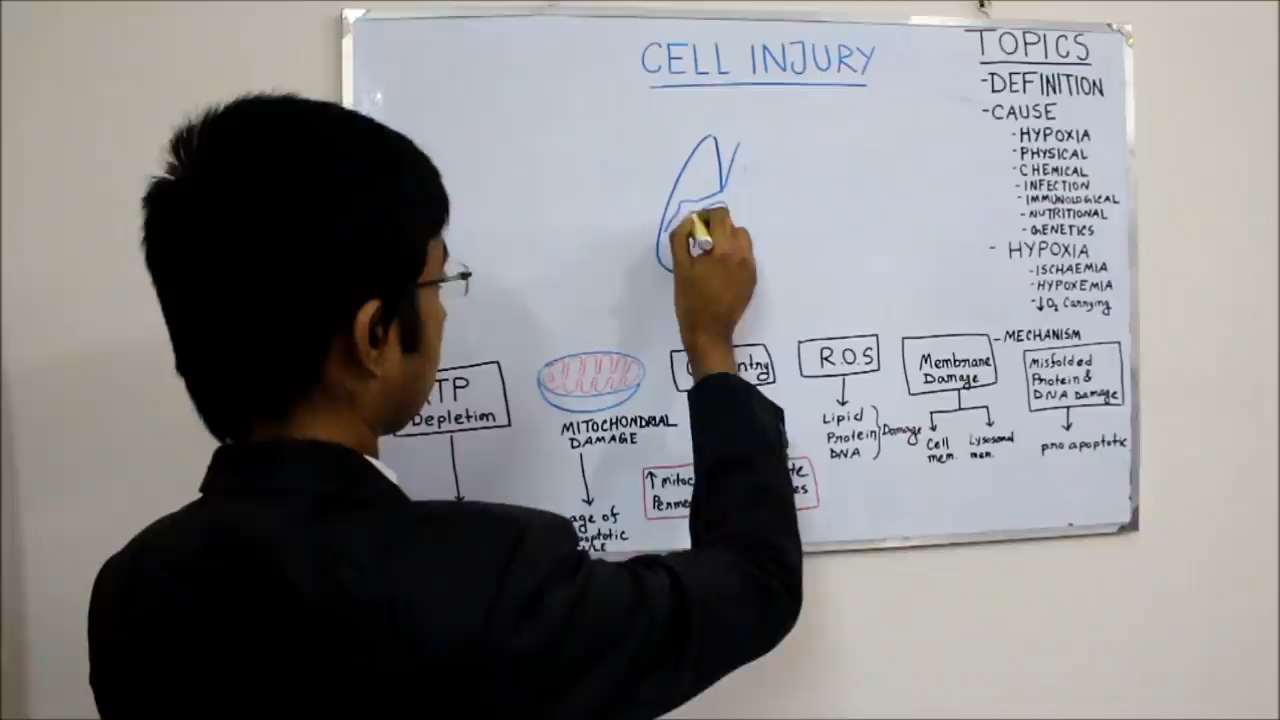 CELL INJURY
TOPICS
-DEFINITION
-CAUSE
-HYPOXIA
-PHYSICAL
-CHEMICAL
-INFECTION
-IMMUNOLOGICAL
-NUTRITIONAL
-GENETICS
- HYPOXIA
-ISCHAEMIA
-HYPOXEMIA
-↓O₂ Carrying
-MECHANISM
Depletion
MITOCHONDRIAL
DAMAGE
R.O.S
Lipid
Protein
DNA
Damage
Membrane
Damage
Cell
mem.
Lysosomal
mem.
Misfolded
Protein &
DNA Damage
pro apoptotic
of